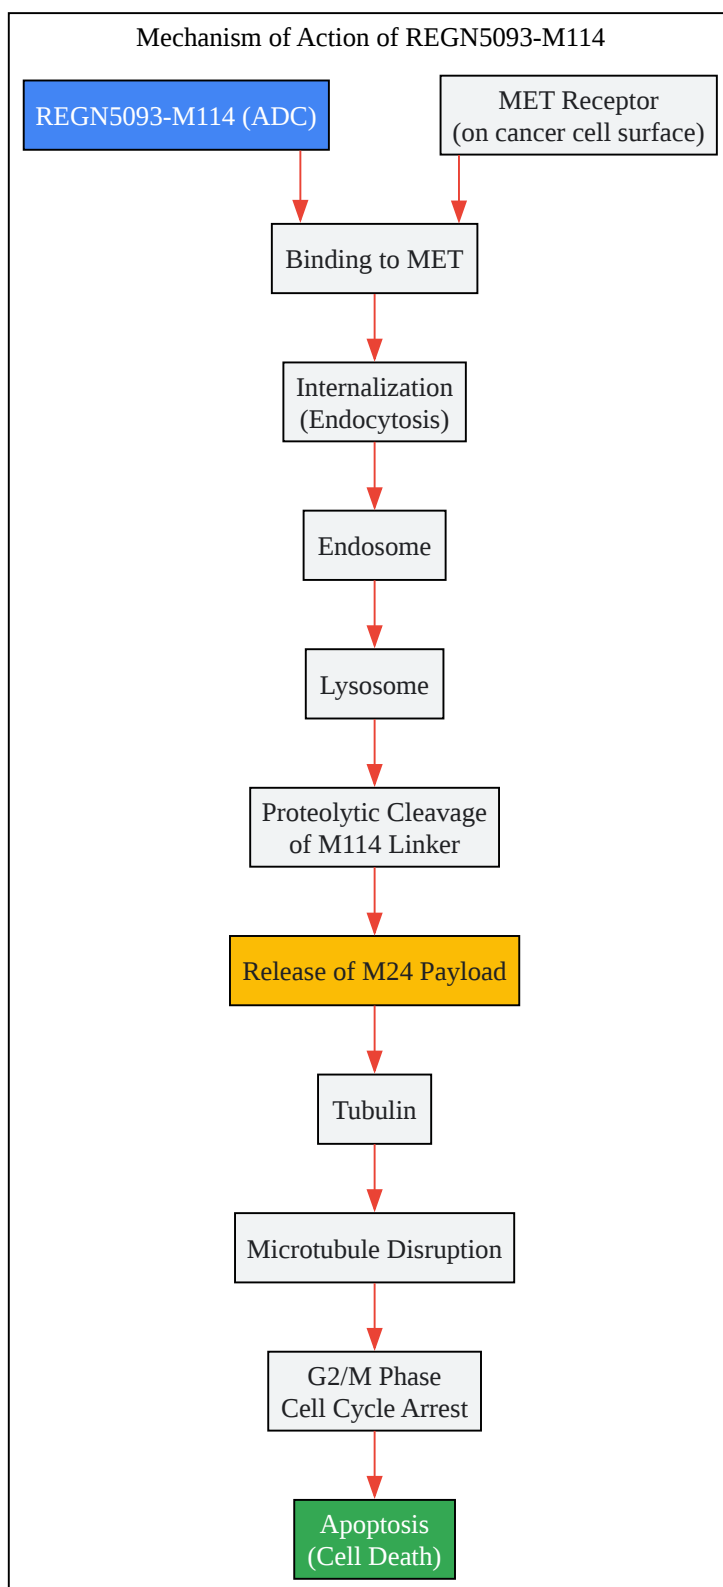 Mechanism of Action of REGN5093-M114
REGN5093-M114 (ADC)
MET Receptor
(on cancer cell surface)
Binding to MET
Internalization
(Endocytosis)
Endosome
Lysosome
Proteolytic Cleavage
of M114 Linker
Release of M24 Payload
Tubulin
Microtubule Disruption
G2/M Phase
Cell Cycle Arrest
Apoptosis
(Cell Death)